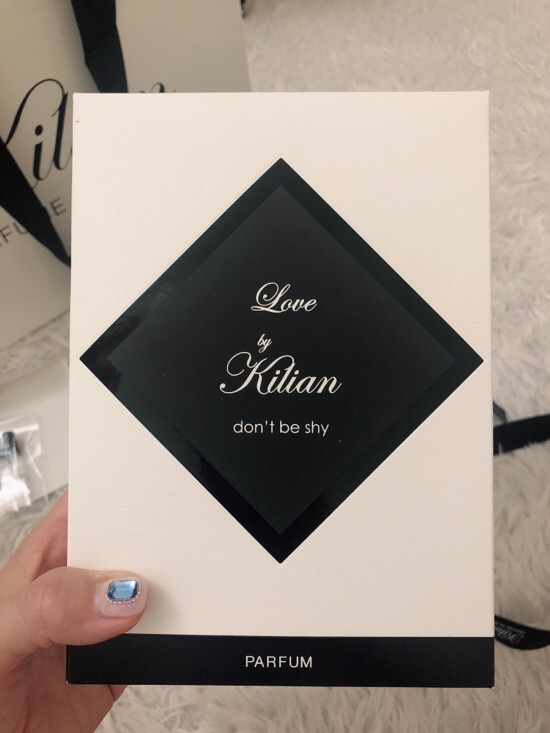 Love
by
Kilian
don't be shy
PARFUM